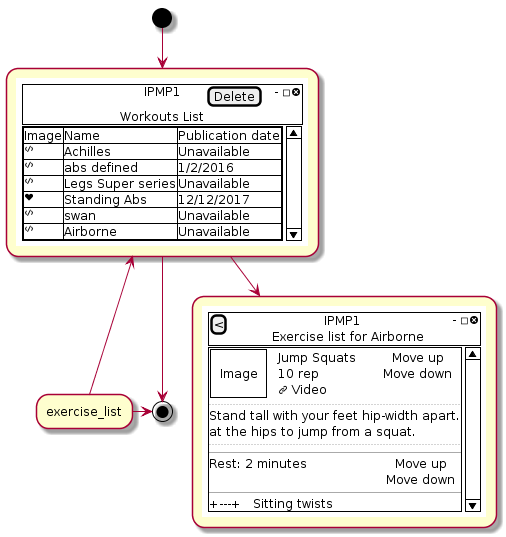 IPMP1 Delete - □
Workouts List
Image Name Publication date
Achilles Unavailable
abs defined 1/2/2016
Legs Super series Unavailable
Standing Abs 12/12/2017
swan Unavailable
Airborne Unavailable
exercise_list
< IPMP1 - □
Exercise list for Airborne
Image
Jump Squats Move up
10 rep Move down
Video
Stand tall with your feet hip-width apart.
at the hips to jump from a squat.
Rest: 2 minutes Move up
Move down
+---+ Sitting twists